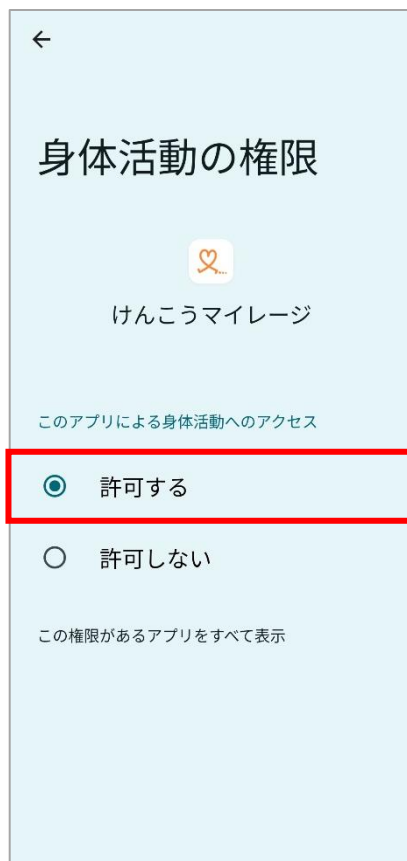 身体活動の権限
けんこうマイレージ
このアプリによる身体活動へのアクセス
許可する
許可しない
この権限があるアプリをすべて表示